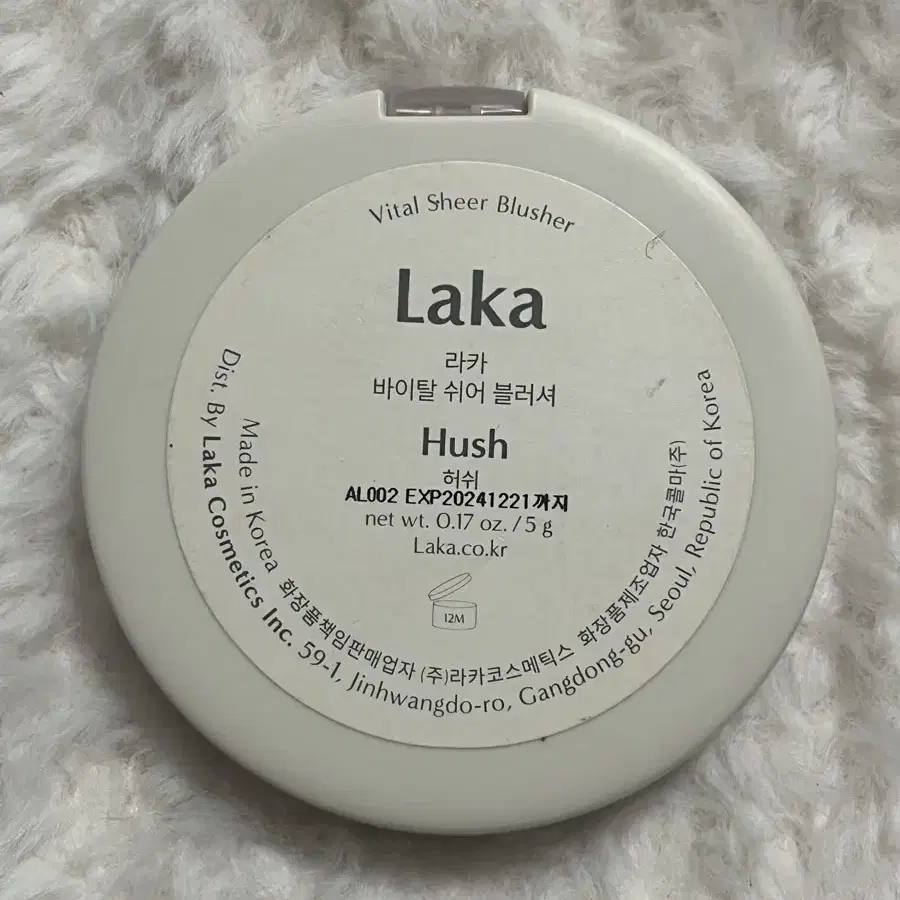 Vital Sheer Blusher
Laka
라카
바이탈 쉬어 블러셔
Hush
허쉬
AL002 EXP20241221까지
net wt. 0.17 oz. / 5 g
Laka.co.kr
12M
Made in Korea 화장품책임판매업자 (주)라카코스메틱스 화장품제조업자 한국콜마(주)
Dist. By Laka Cosmetics Inc. 59-1, Jinhwangdo-ro, Gangdong-gu, Seoul, Republic of Korea